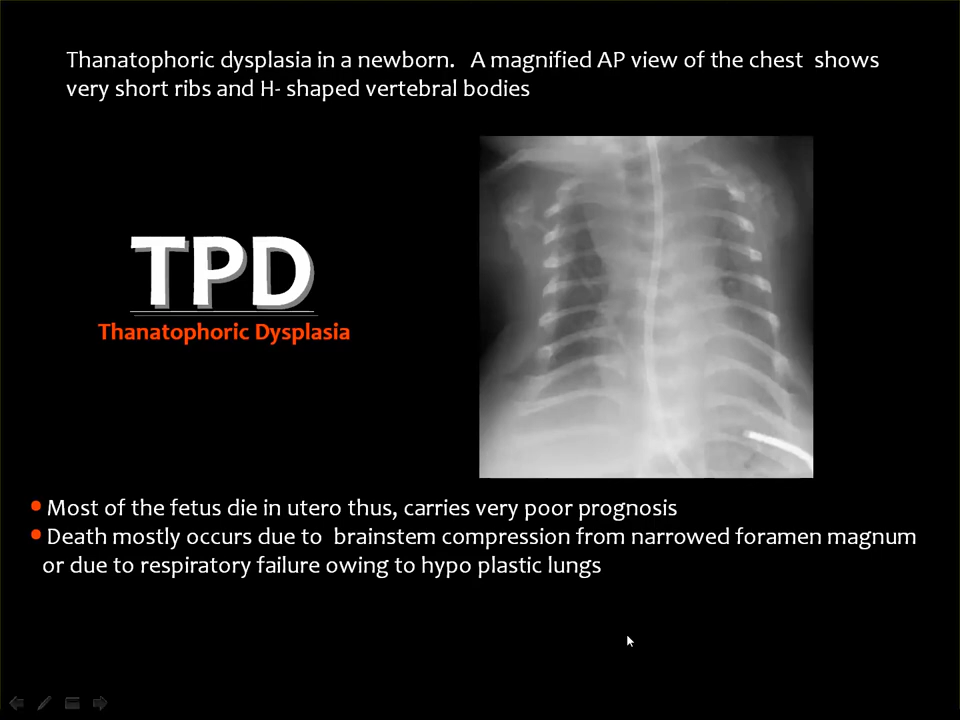 Thanatophoric dysplasia in a newborn. A magnified AP view of the chest shows
very short ribs and H- shaped vertebral bodies
TPD
Thanatophoric Dysplasia
• Most of the fetus die in utero thus, carries very poor prognosis
• Death mostly occurs due to brainstem compression from narrowed foramen magnum
or due to respiratory failure owing to hypo plastic lungs